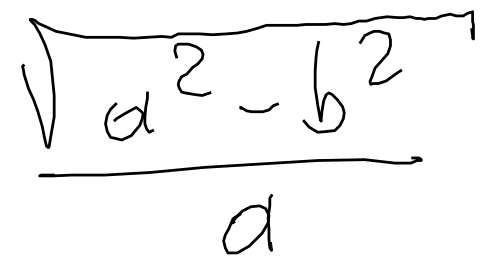 √(a² - b²)
/
a